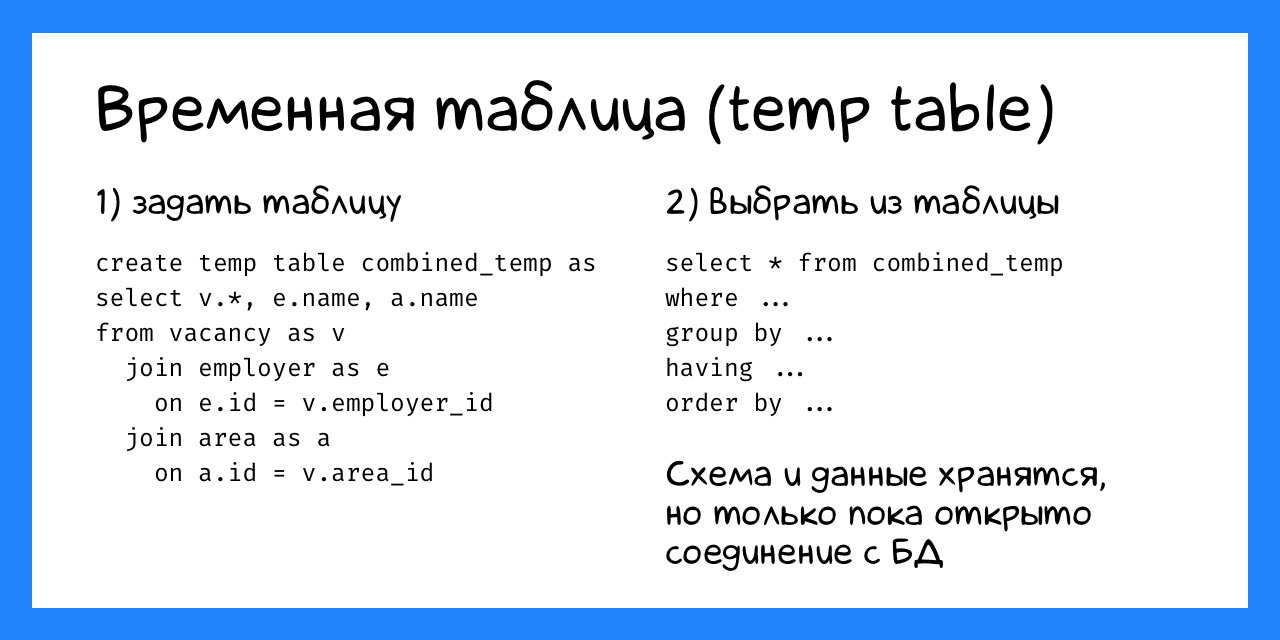 Временная таблица (temp table)
1) задать таблицу
create temp table combined_temp as
select v.*, e.name, a.name
from vacancy as v
  join employer as e
    on e.id = v.employer_id
  join area as a
    on a.id = v.area_id
2) Выбрать из таблицы
select * from combined_temp
where ...
group by ...
having ...
order by ...
Схема и данные хранятся,
но только пока открыто
соединение с БД